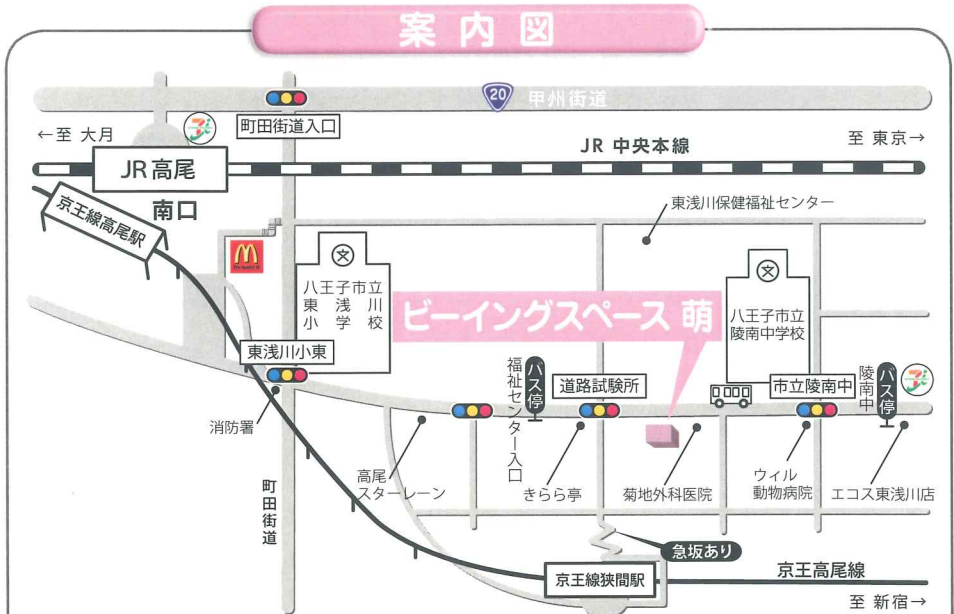 案内図
20
甲州街道
町田街道入口
←至 大月
至 東京→
JR 中央本線
JR 高尾
南口
京王線高尾駅
東浅川保健福祉センター
八王子市立
東浅川
小学校
八王子市立
陵南中学校
ビーイングスペース 萌
東浅川小東
福祉センター入口
バス停
道路試験所
市立陵南中
陵南中
バス停
消防署
高尾
スターレーン
きらら亭
菊地外科医院
ウィル
動物病院
エコス東浅川店
町田街道
急坂あり
京王線狭間駅
京王高尾線
至 新宿→